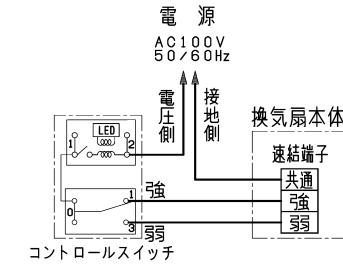 電 源
AC100V
50/60Hz
電圧側
接地側
換気扇本体
速結端子
共通
強
弱
LED
1
2
0
1
3
強
弱
コントロールスイッチ